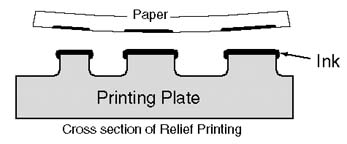 Paper
Ink
Printing Plate
Cross section of Relief Printing